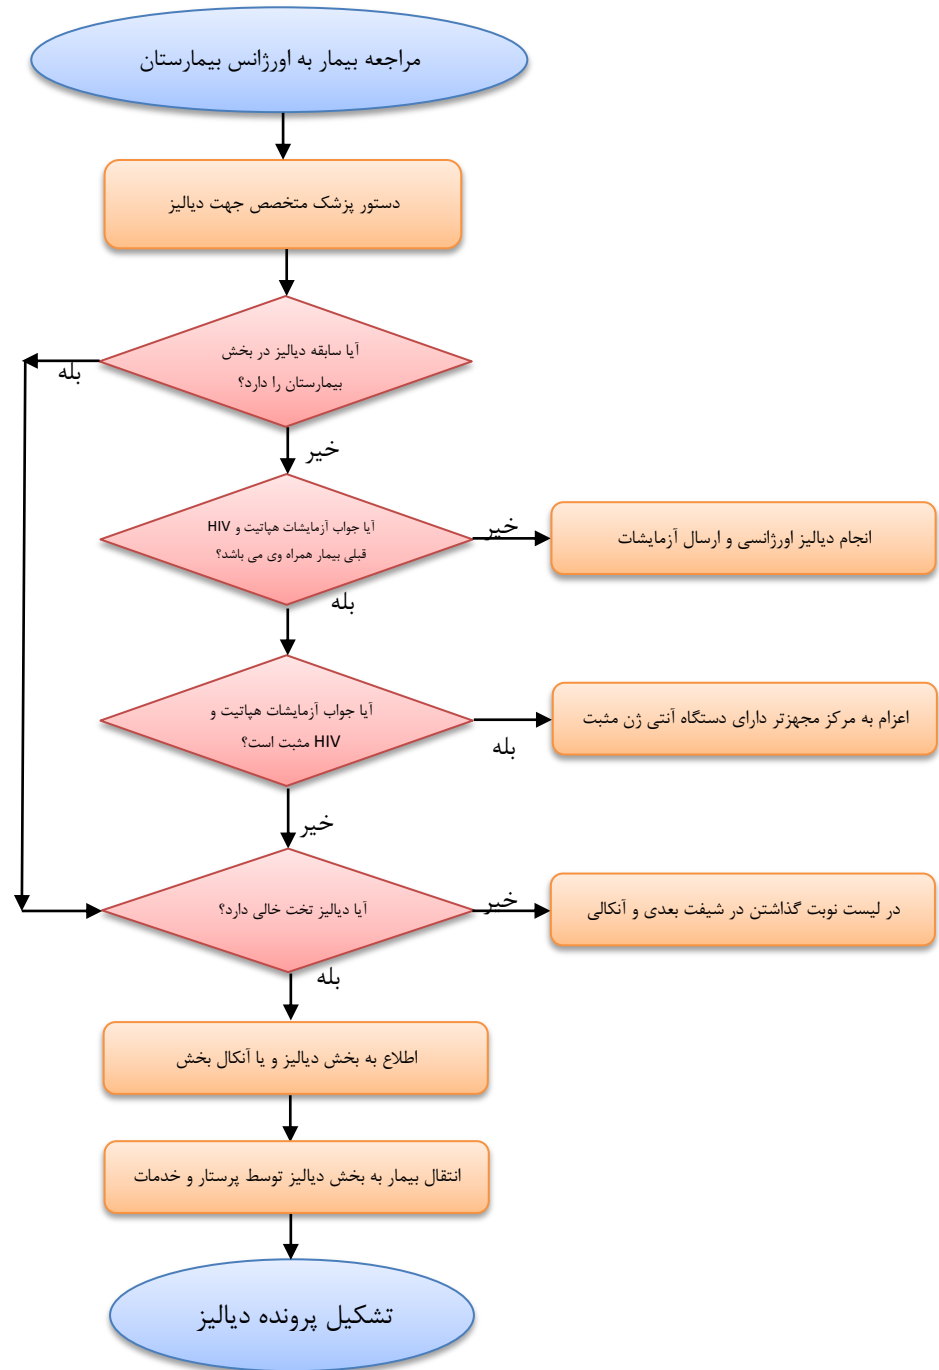 مراجعه بیمار به اورژانس بیمارستان
دستور پزشک متخصص جهت دیالیز
آیا سابقه دیالیز در بخش
بیمارستان را دارد؟
بله
خیر
آیا جواب آزمایشات هپاتیت و HIV
قبلی بیمار همراه وی می باشد؟
خیر
انجام دیالیز اورژانسی و ارسال آزمایشات
بله
آیا جواب آزمایشات هپاتیت و
HIV مثبت است؟
بله
اعزام به مرکز مجهزتر دارای دستگاه آنتی ژن مثبت
خیر
آیا دیالیز تخت خالی دارد؟
خیر
در لیست نوبت گذاشتن در شیفت بعدی و آنکالی
بله
اطلاع به بخش دیالیز و یا آنکال بخش
انتقال بیمار به بخش دیالیز توسط پرستار و خدمات
تشکیل پرونده دیالیز